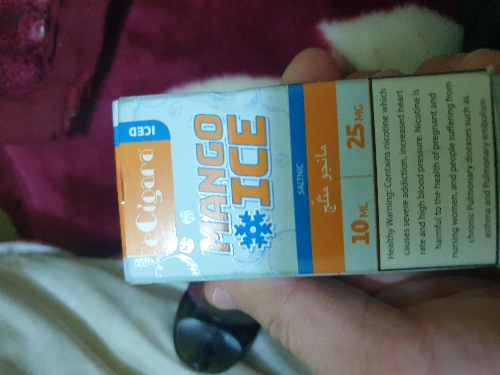 ICED
eCigara
MANGO
ICE
SALTNIC
مانجو مثلّج
10 ML
25 MG
Healthy Warning: Contains nicotine which
causes severe addiction, increased heart
rate and high blood pressure. Nicotine is
harmful to the health of pregnant and
nursing women, and people suffering from
chronic Pulmonary diseases such as
asthma and Pulmonary embolism